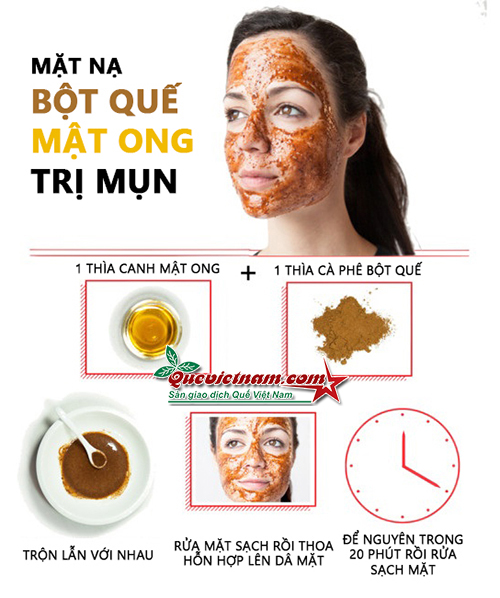 MẶT NẠ
BỘT QUẾ
MẬT ONG
TRỊ MỤN
1 THÌA CANH MẬT ONG + 1 THÌA CÀ PHÊ BỘT QUẾ
Quevietnam.com
Sàn giao dịch Quế Việt Nam
TRỘN LẪN VỚI NHAU
RỬA MẶT SẠCH RỒI THOA
HỖN HỢP LÊN DÂ MẶT
ĐỂ NGUYÊN TRONG
20 PHÚT RỒI RỬA
SẠCH MẶT